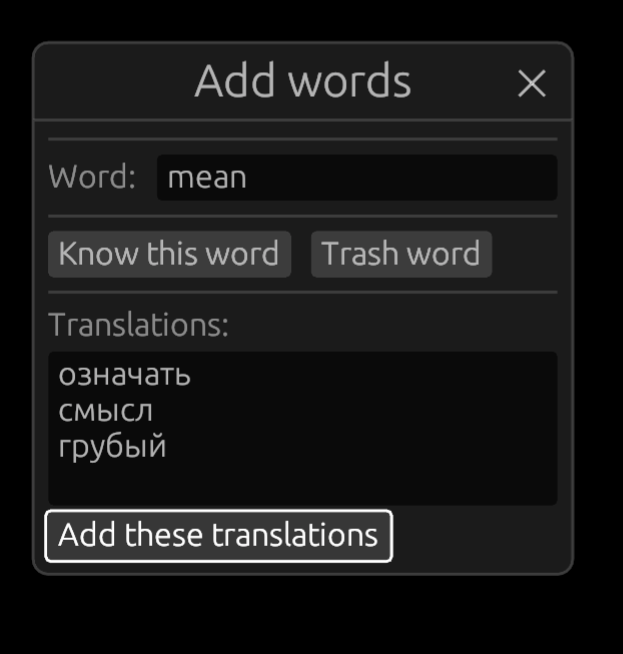 Add words
Word: mean
Know this word Trash word
Translations:
означать
смысл
грубый
Add these translations